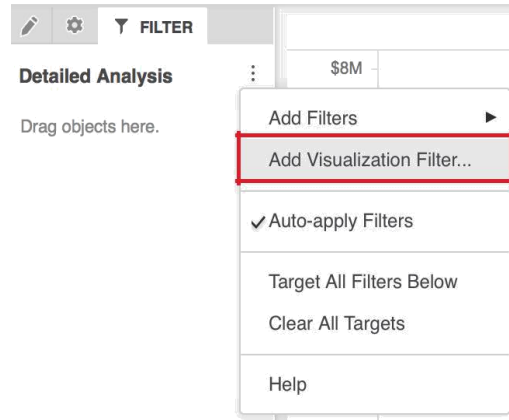 FILTER
Detailed Analysis
$8M
Drag objects here.
Add Filters
Add Visualization Filter...
Auto-apply Filters
Target All Filters Below
Clear All Targets
Help